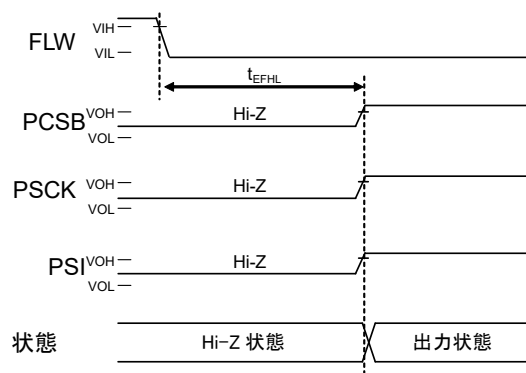 FLW
VIH
VIL
tEFHL
PCSB
VOH
VOL
Hi-Z
PSCK
VOH
VOL
Hi-Z
PSI
VOH
VOL
Hi-Z
状態
Hi-Z 状態
出力状態